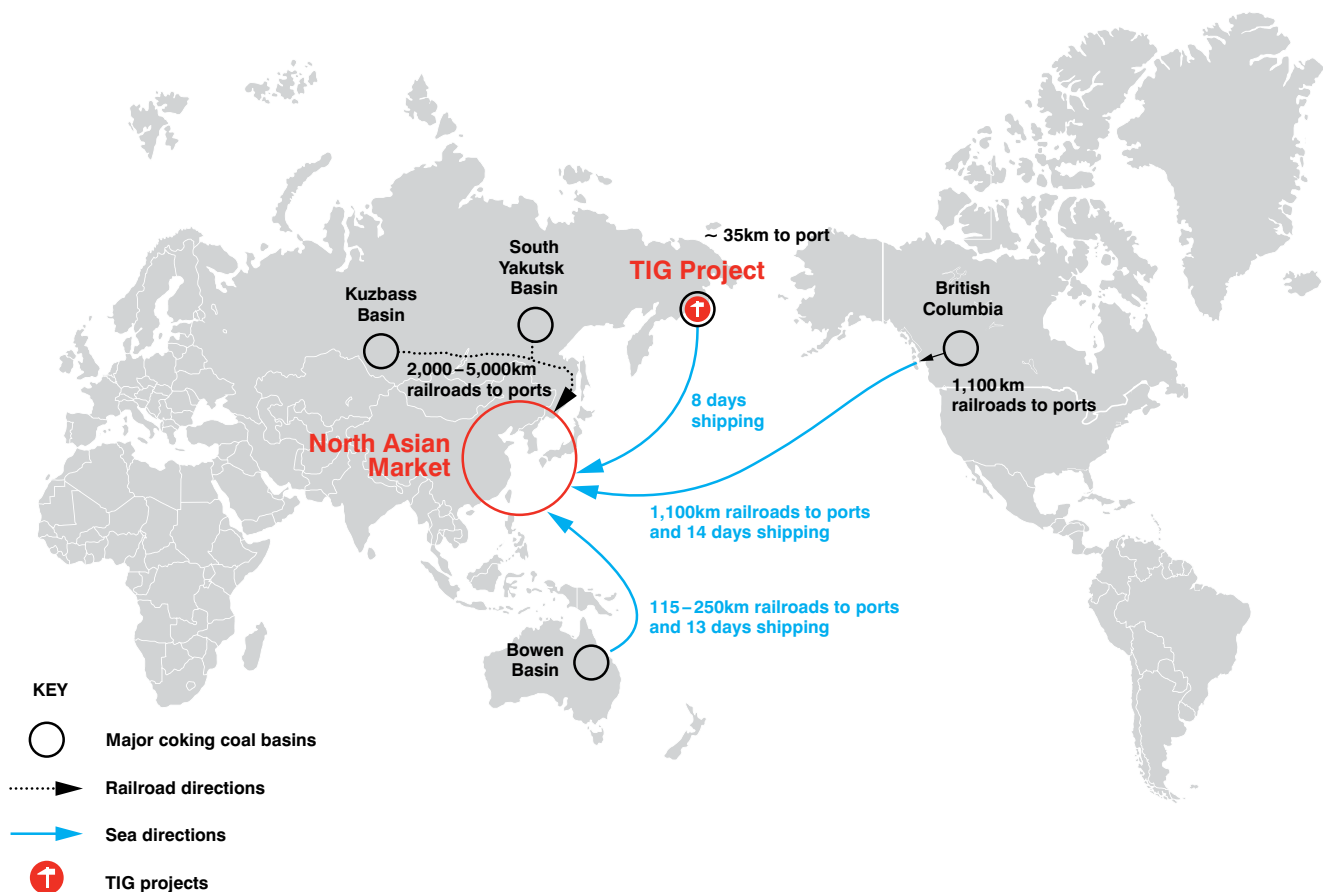 ~ 35km to port
TIG Project
South
Yakutsk
Basin
Kuzbass
Basin
British
Columbia
2,000–5,000km
railroads to ports
1,100 km
railroads to ports
8 days
shipping
North Asian
Market
1,100km railroads to ports
and 14 days shipping
115–250km railroads to ports
and 13 days shipping
Bowen
Basin
KEY
Major coking coal basins
Railroad directions
Sea directions
TIG projects